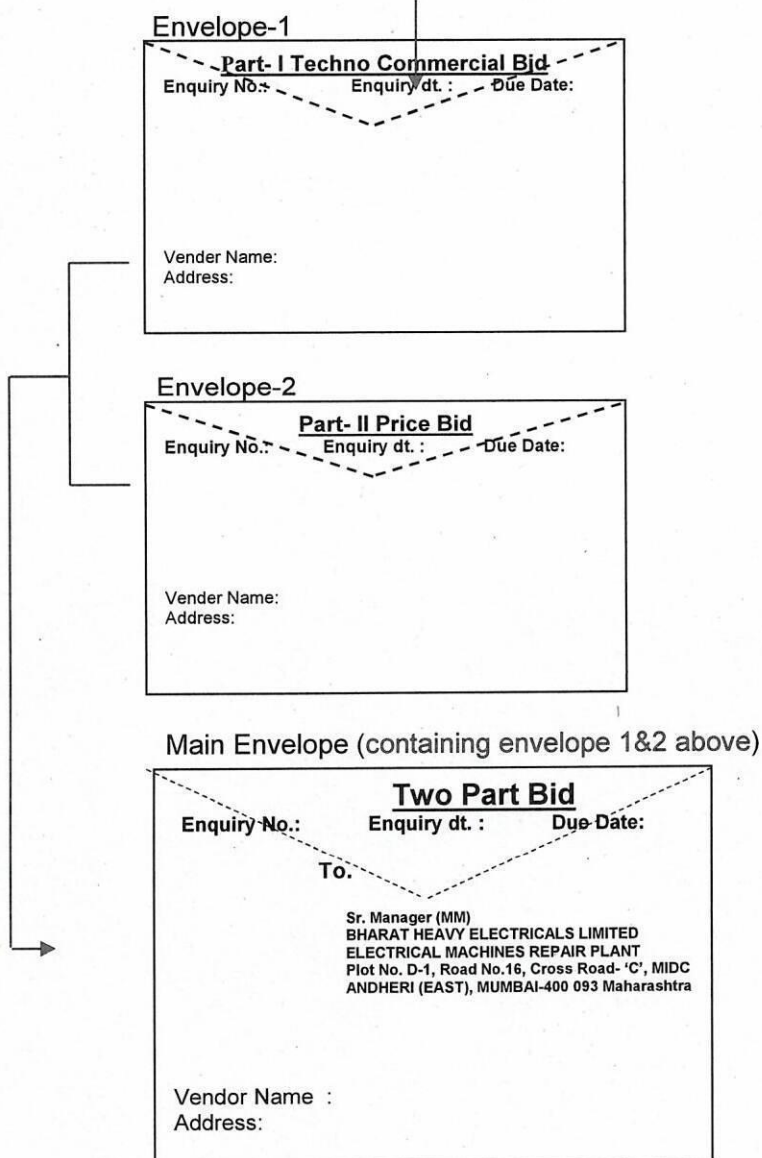 Envelope-1
Part- I Techno Commercial Bid
Enquiry No.: Enquiry dt. : Due Date:
Vender Name:
Address:
Envelope-2
Part- II Price Bid
Enquiry No.: Enquiry dt. : Due Date:
Vender Name:
Address:
Main Envelope (containing envelope 1&2 above)
Two Part Bid
Enquiry No.: Enquiry dt. : Due Date:
To.
Sr. Manager (MM)
BHARAT HEAVY ELECTRICALS LIMITED
ELECTRICAL MACHINES REPAIR PLANT
Plot No. D-1, Road No.16, Cross Road- ‘C’, MIDC
ANDHERI (EAST), MUMBAI-400 093 Maharashtra
Vendor Name :
Address: